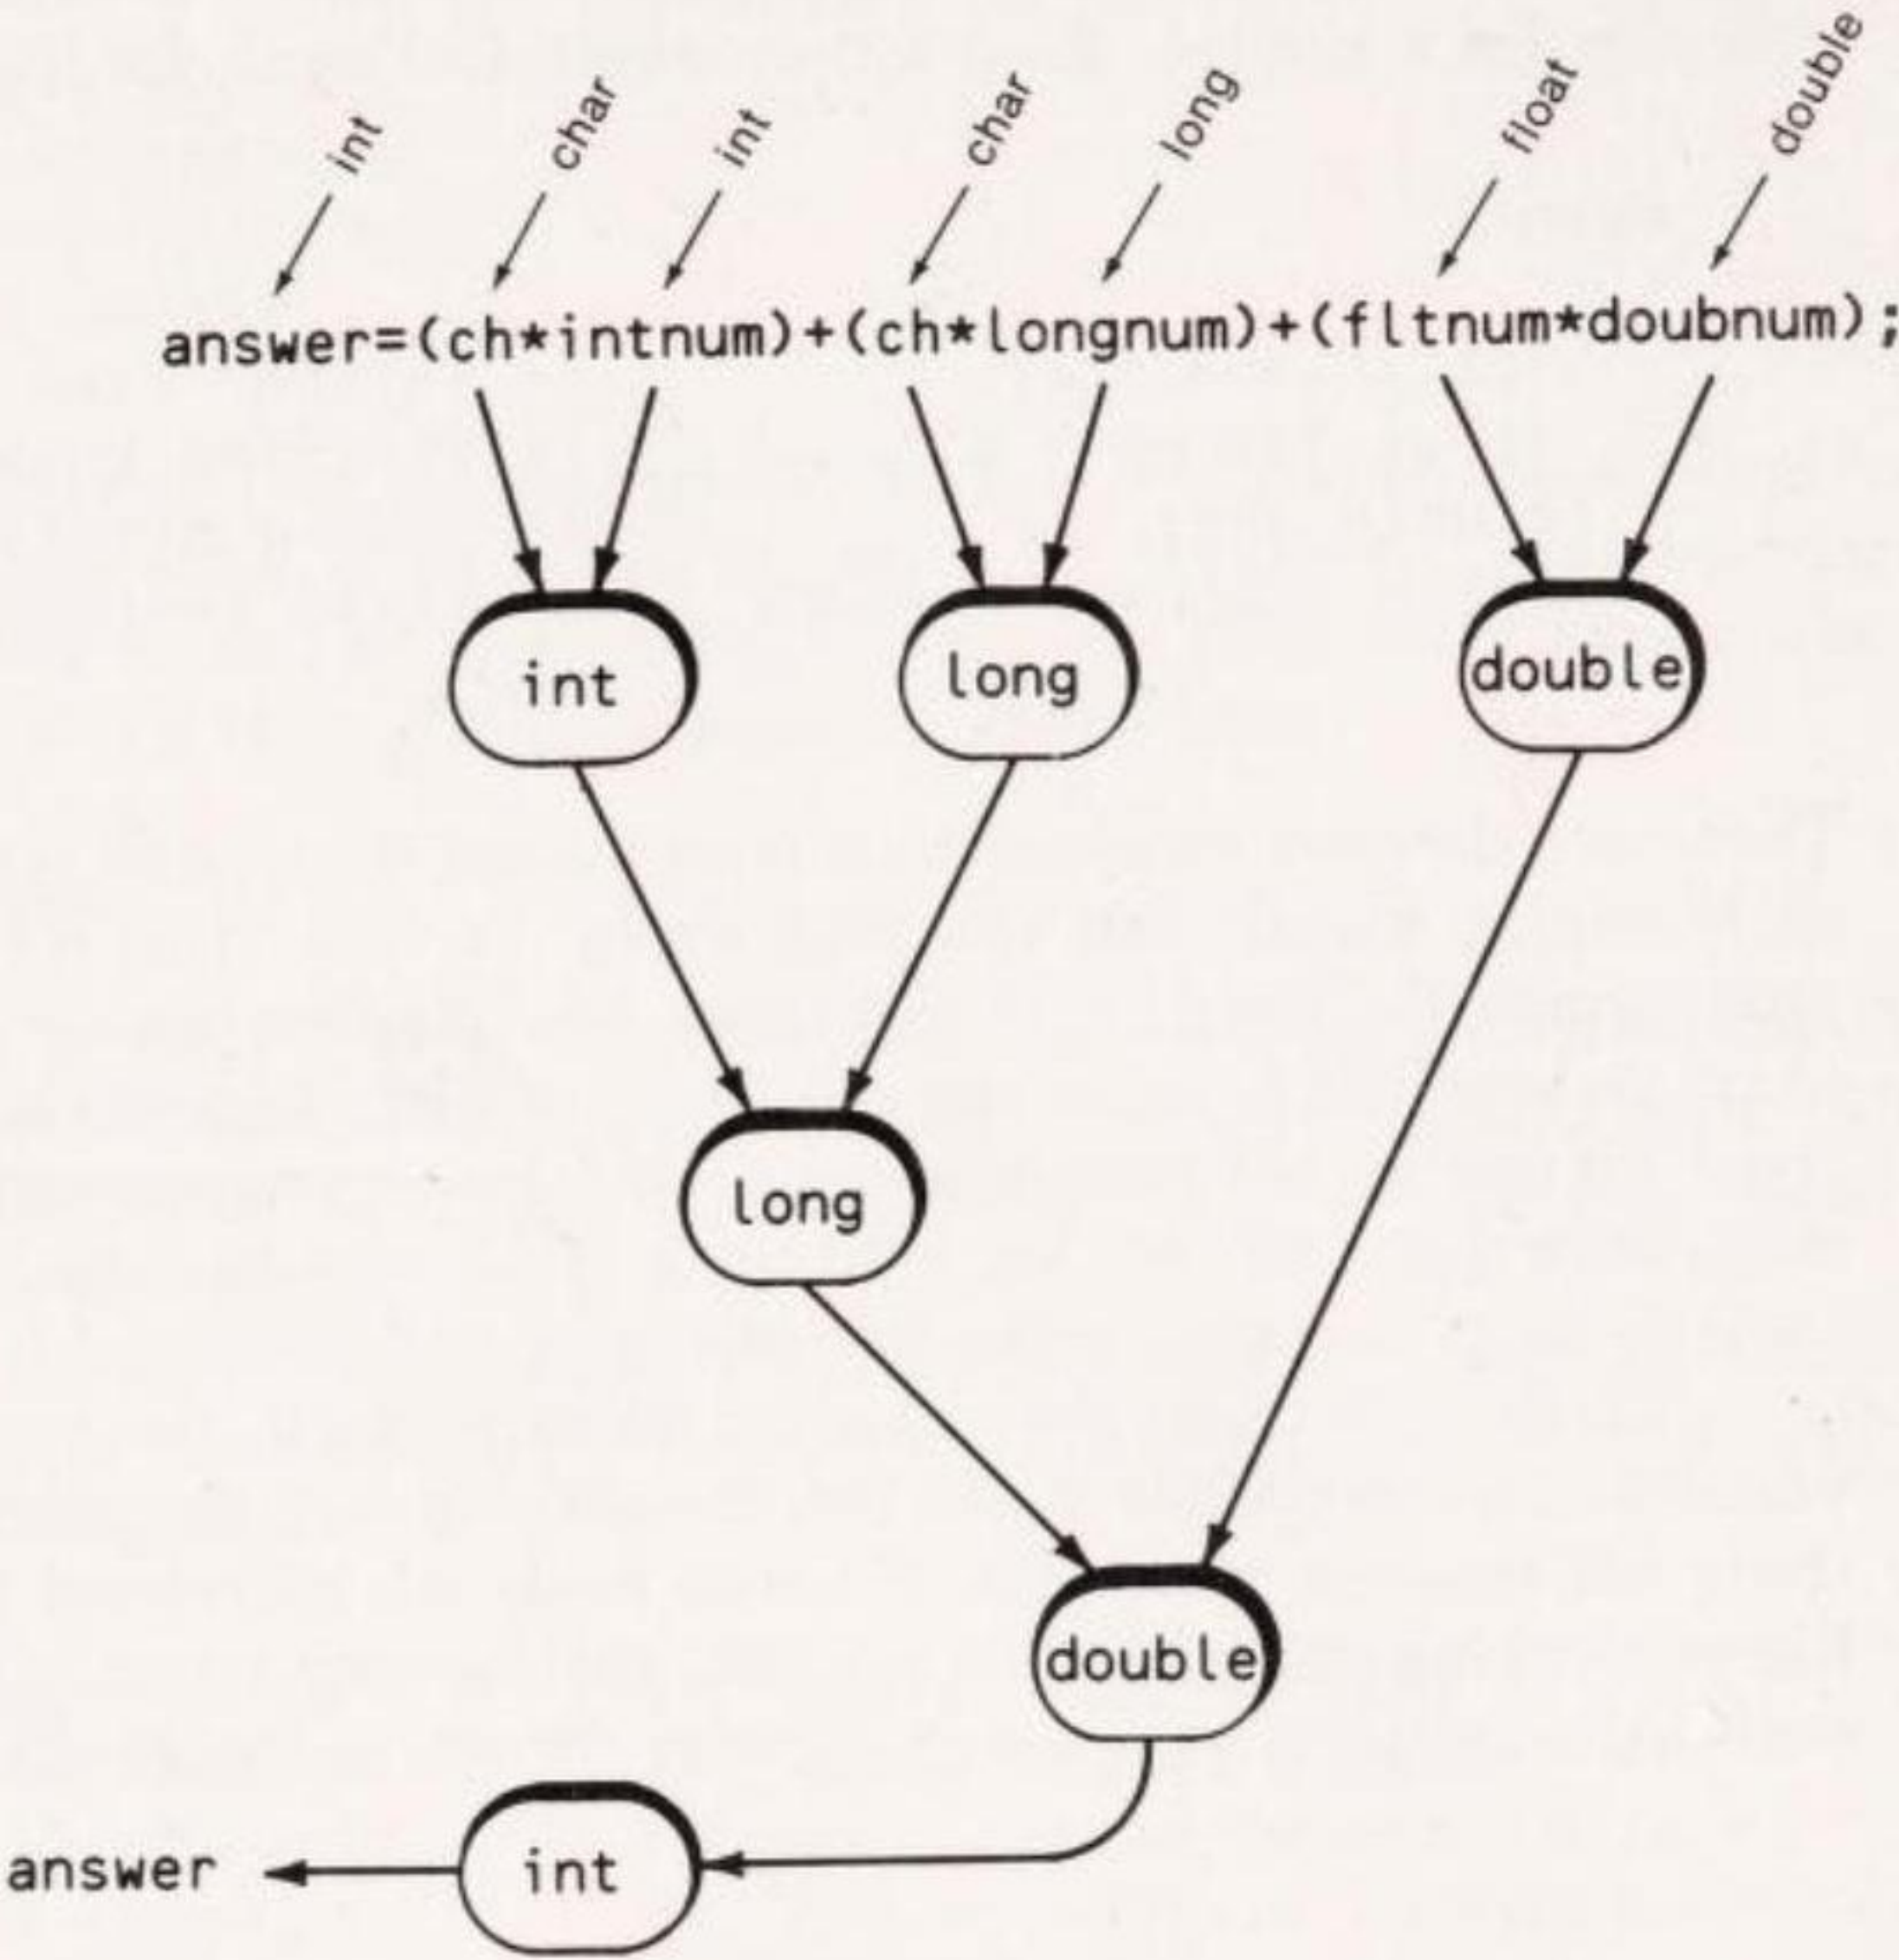 int char int char long float double
answer=(ch*intnum)+(ch*longnum)+(fltnum*doubnum);
int long double
long
double
answer int